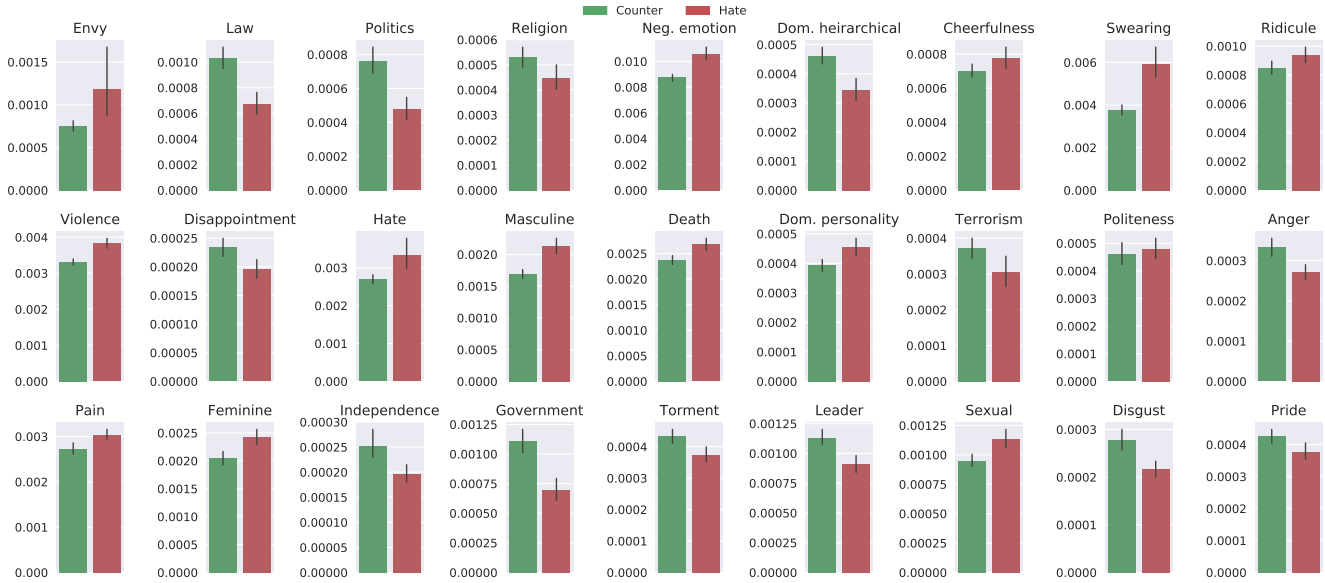 Counter Hate
Envy Law Politics Religion Neg. emotion Dom. heirarchical Cheerfulness Swearing Ridicule
0.0015 0.0010 0.0005 0.0000
0.0010 0.0008 0.0006 0.0004 0.0002 0.0000
0.0008 0.0006 0.0004 0.0002 0.0000
0.0006 0.0005 0.0004 0.0003 0.0002 0.0001 0.0000
0.010 0.008 0.006 0.004 0.002 0.000
0.0005 0.0004 0.0003 0.0002 0.0001 0.0000
0.0008 0.0006 0.0004 0.0002 0.0000
0.006 0.004 0.002 0.000
0.0010 0.0008 0.0006 0.0004 0.0002 0.0000
Violence Disappointment Hate Masculine Death Dom. personality Terrorism Politeness Anger
0.004 0.003 0.002 0.001 0.000
0.00025 0.00020 0.00015 0.00010 0.00005 0.00000
0.003 0.002 0.001 0.000
0.0020 0.0015 0.0010 0.0005 0.0000
0.0025 0.0020 0.0015 0.0010 0.0005 0.0000
0.0005 0.0004 0.0003 0.0002 0.0001 0.0000
0.0004 0.0003 0.0002 0.0001 0.0000
0.0005 0.0004 0.0003 0.0002 0.0001 0.0000
0.0003 0.0002 0.0001 0.0000
Pain Feminine Independence Government Torment Leader Sexual Disgust Pride
0.003 0.002 0.001 0.000
0.0025 0.0020 0.0015 0.0010 0.0005 0.0000
0.00030 0.00025 0.00020 0.00015 0.00010 0.00005 0.00000
0.00125 0.00100 0.00075 0.00050 0.00025 0.00000
0.0004 0.0003 0.0002 0.0001 0.0000
0.00125 0.00100 0.00075 0.00050 0.00025 0.00000
0.00125 0.00100 0.00075 0.00050 0.00025 0.00000
0.0003 0.0002 0.0001 0.0000
0.0004 0.0003 0.0002 0.0001 0.0000